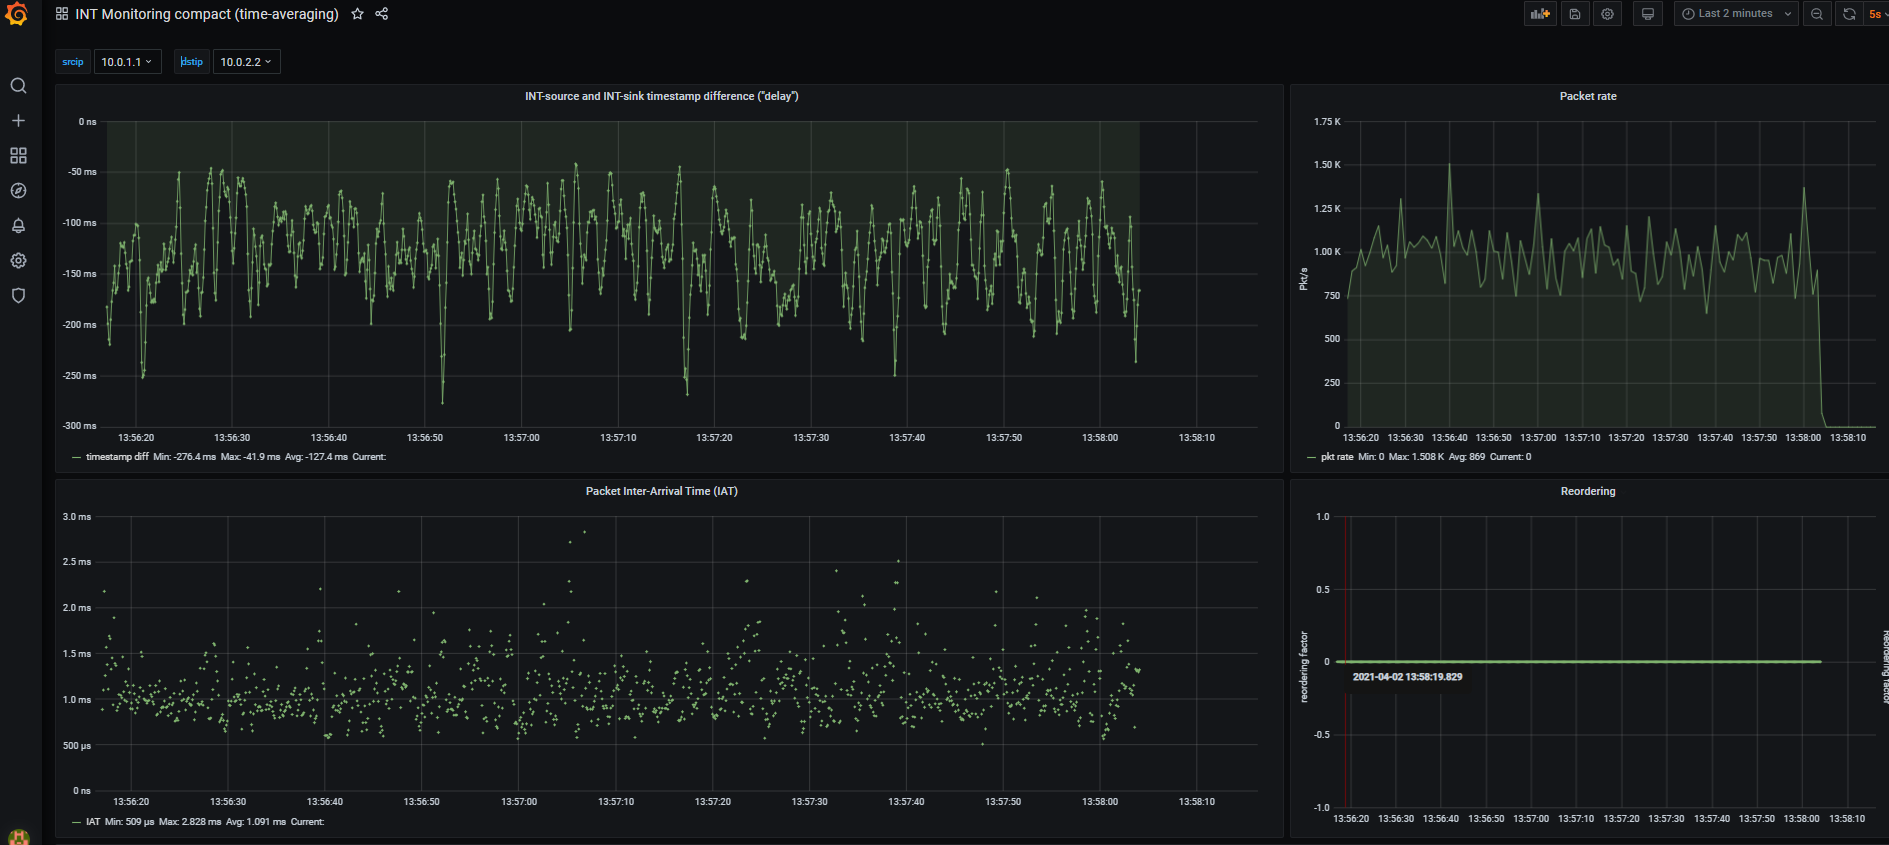 INT Monitoring compact (time-averaging)
Last 2 minutes
5s
srcip 10.0.1.1 dstip 10.0.2.2
INT-source and INT-sink timestamp difference ("delay")
0 ns
-50 ms
-100 ms
-150 ms
-200 ms
-250 ms
-300 ms
13:56:20 13:56:30 13:56:40 13:56:50 13:57:00 13:57:10 13:57:20 13:57:30 13:57:40 13:57:50 13:58:00 13:58:10
timestamp diff Min: -276.4 ms Max: -41.9 ms Avg: -127.4 ms Current:
Packet rate
1.75 K
1.50 K
1.25 K
1.00 K
750
500
250
0
Pkt/s
13:56:20 13:56:30 13:56:40 13:56:50 13:57:00 13:57:10 13:57:20 13:57:30 13:57:40 13:57:50 13:58:00 13:58:10
pkt rate Min: 0 Max: 1.508 K Avg: 869 Current: 0
Packet Inter-Arrival Time (IAT)
3.0 ms
2.5 ms
2.0 ms
1.5 ms
1.0 ms
500 µs
0 ns
13:56:20 13:56:30 13:56:40 13:56:50 13:57:00 13:57:10 13:57:20 13:57:30 13:57:40 13:57:50 13:58:00 13:58:10
IAT Min: 509 µs Max: 2.828 ms Avg: 1.091 ms Current:
Reordering
1.0
0.5
0
-0.5
-1.0
reordering factor
Reordering factor
2021-04-02 13:58:19.829
13:56:20 13:56:30 13:56:40 13:56:50 13:57:00 13:57:10 13:57:20 13:57:30 13:57:40 13:57:50 13:58:00 13:58:10